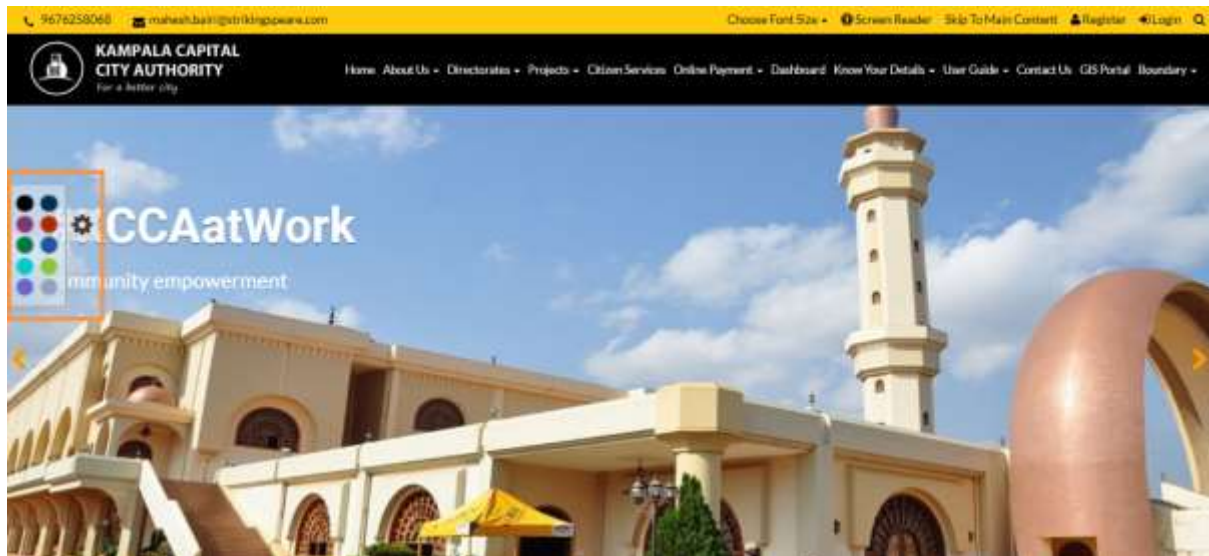 9676258068 mahesh.bairi@strikingspeare.com Choose Font Size Screen Reader Skip To Main Content Register Login
KAMPALA CAPITAL
CITY AUTHORITY
For a better city
Home About Us Directorates Projects Citizen Services Online Payment Dashboard Know Your Details User Guide Contact Us GIS Portal Boundary
CCAatWork
mmunity empowerment